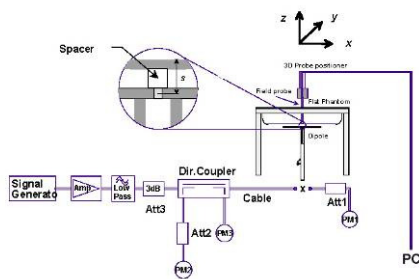 z
y
x
3D Probe positioner
Spacer
s
Field probe
Flat Phantom
Dipole
Dir.Coupler
Signal
Generato
Amp
Low
Pass
3dB
Att3
Cable
x
Att1
Att2
PM3
PM1
PM2
PC